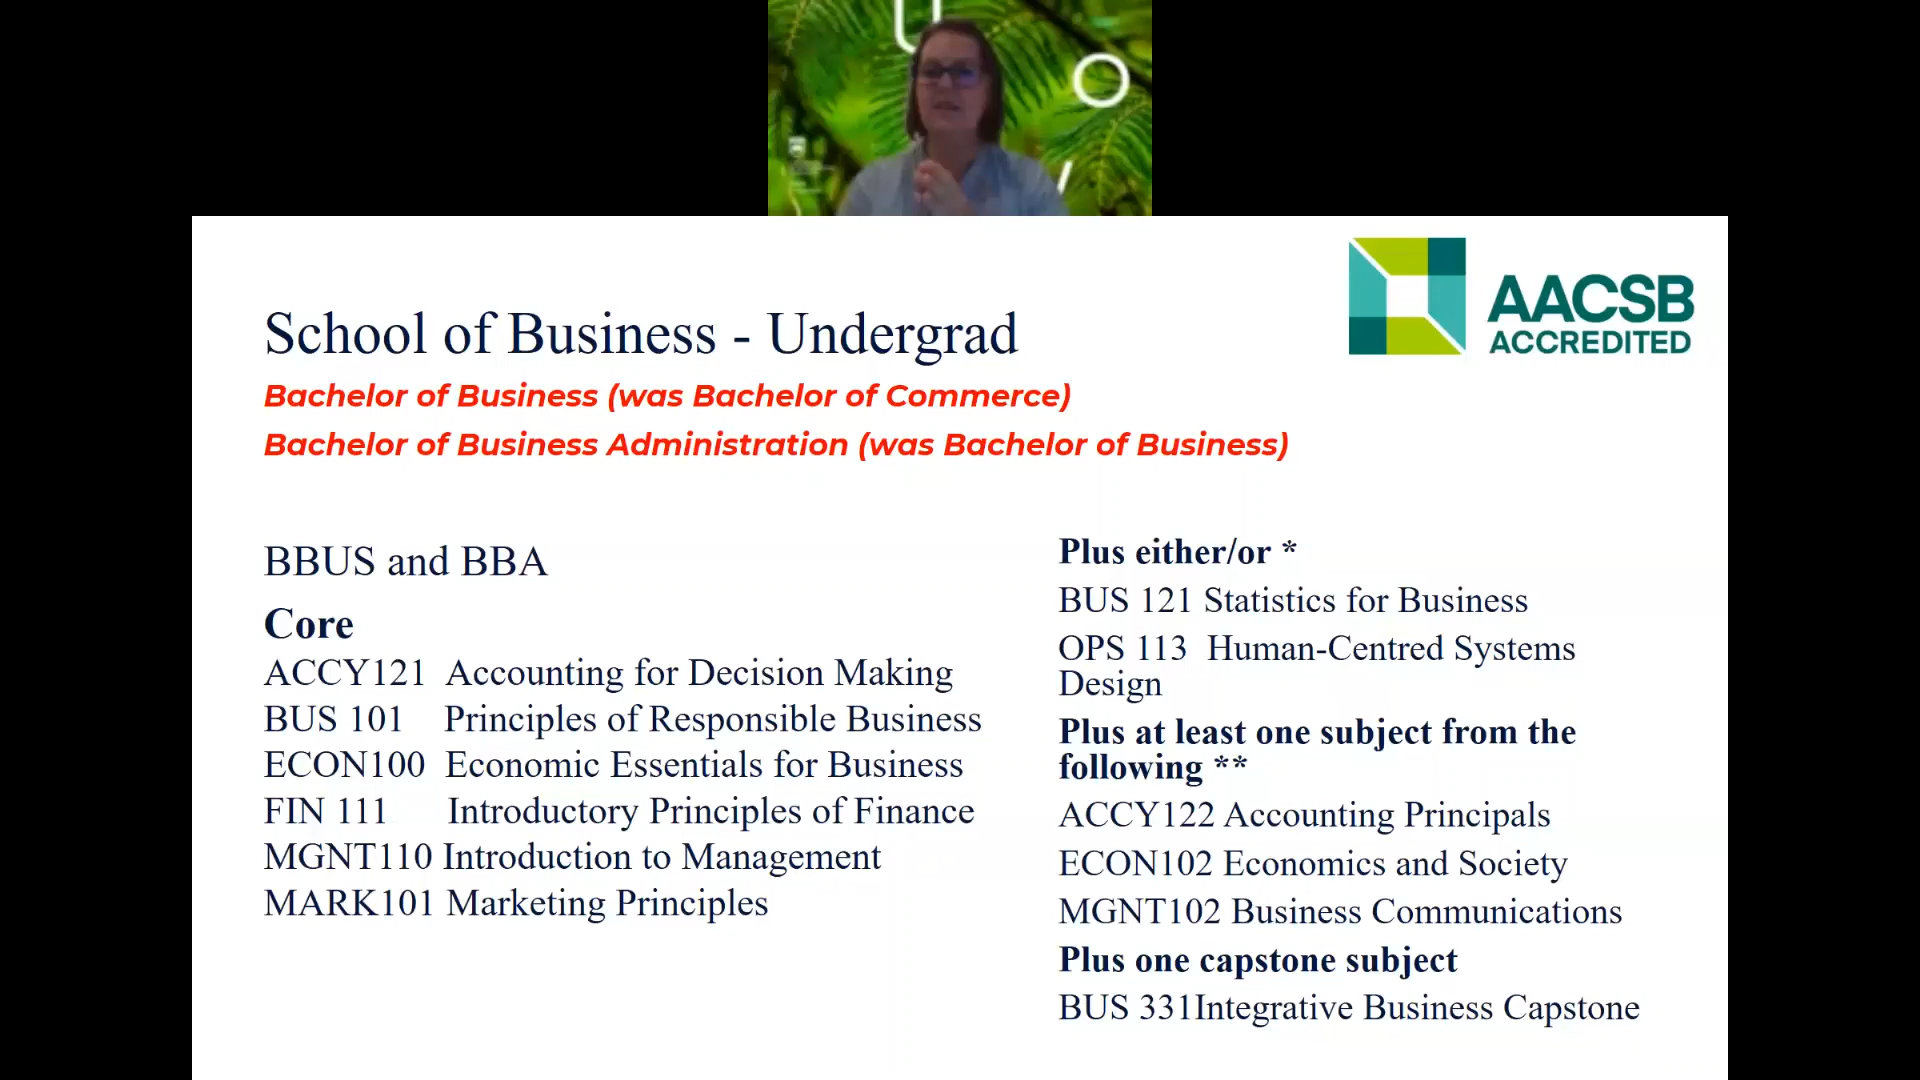 U
O
School of Business - Undergrad
AACSB
ACCREDITED
Bachelor of Business (was Bachelor of Commerce)
Bachelor of Business Administration (was Bachelor of Business)
BBUS and BBA
Core
ACCY121 Accounting for Decision Making
BUS 101 Principles of Responsible Business
ECON100 Economic Essentials for Business
FIN 111 Introductory Principles of Finance
MGNT110 Introduction to Management
MARK101 Marketing Principles
Plus either/or *
BUS 121 Statistics for Business
OPS 113 Human-Centred Systems
Design
Plus at least one subject from the
following **
ACCY122 Accounting Principals
ECON102 Economics and Society
MGNT102 Business Communications
Plus one capstone subject
BUS 331Integrative Business Capstone